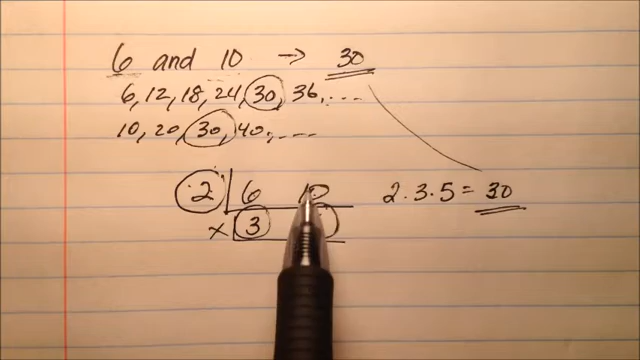 6 and 10 → 30
6, 12, 18, 24, 30, 36, ....
10, 20, 30, 40, ....
2 6 10 2 · 3 · 5 = 30
× 3